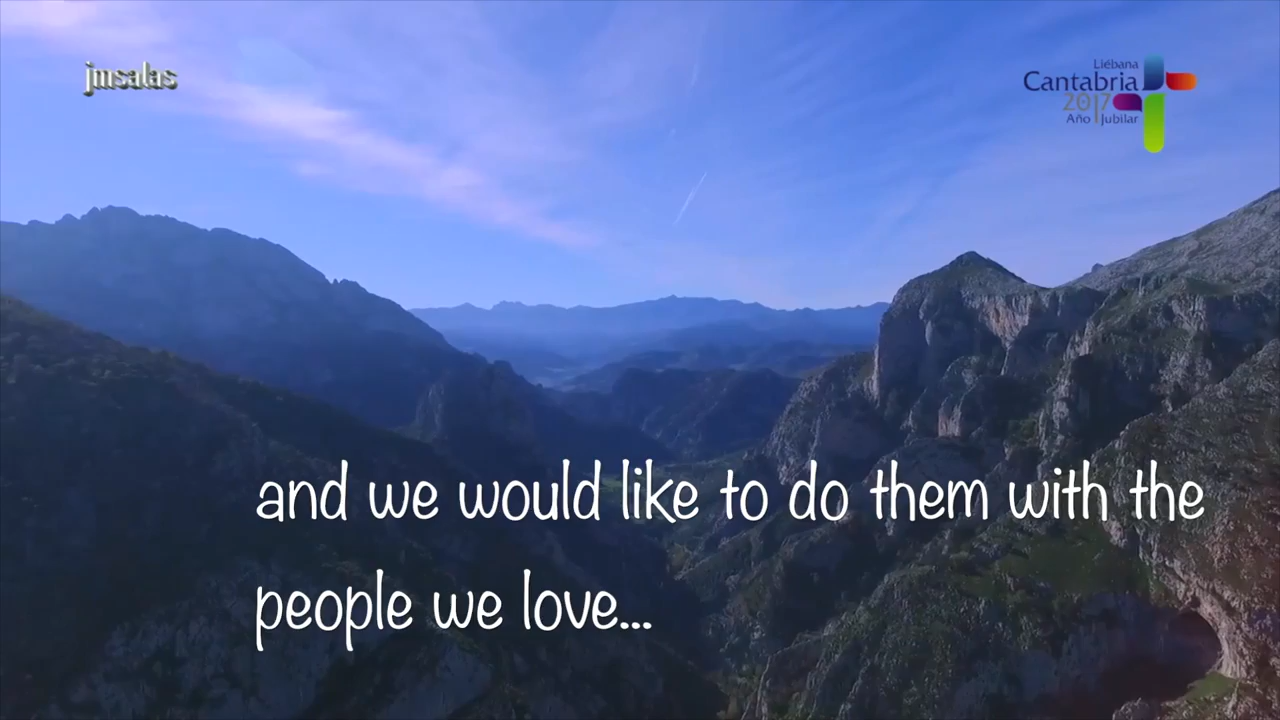 jmsalas
Liébana
Cantabria
2017
Año Jubilar
and we would like to do them with the
people we love...